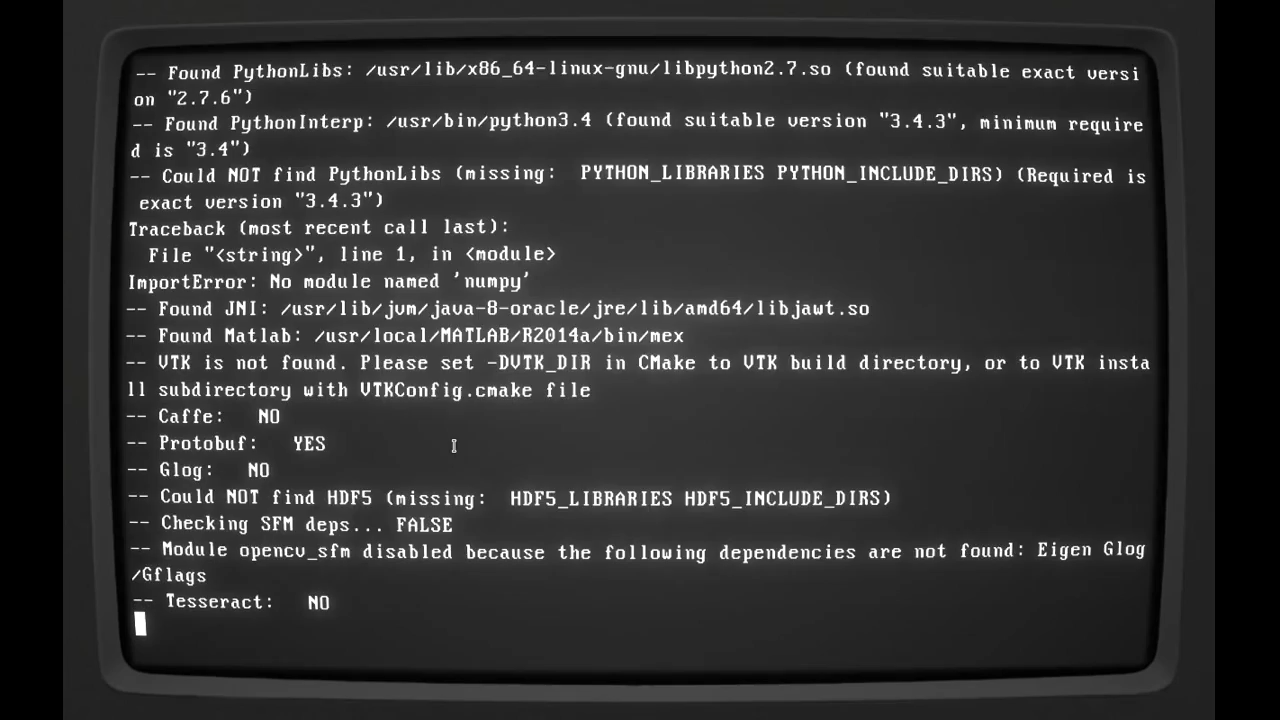 -- Found PythonLibs: /usr/lib/x86_64-linux-gnu/libpython2.7.so (found suitable exact versi
on "2.7.6")
-- Found PythonInterp: /usr/bin/python3.4 (found suitable version "3.4.3", minimum require
d is "3.4")
-- Could NOT find PythonLibs (missing:  PYTHON_LIBRARIES PYTHON_INCLUDE_DIRS) (Required is
 exact version "3.4.3")
Traceback (most recent call last):
  File "<string>", line 1, in <module>
ImportError: No module named 'numpy'
-- Found JNI: /usr/lib/jvm/java-8-oracle/jre/lib/amd64/libjawt.so
-- Found Matlab: /usr/local/MATLAB/R2014a/bin/mex
-- VTK is not found. Please set -DVTK_DIR in CMake to VTK build directory, or to VTK insta
ll subdirectory with VTKConfig.cmake file
-- Caffe:   NO
-- Protobuf:   YES
-- Glog:   NO
-- Could NOT find HDF5 (missing:  HDF5_LIBRARIES HDF5_INCLUDE_DIRS)
-- Checking SFM deps... FALSE
-- Module opencv_sfm disabled because the following dependencies are not found: Eigen Glog
/Gflags
-- Tesseract:   NO